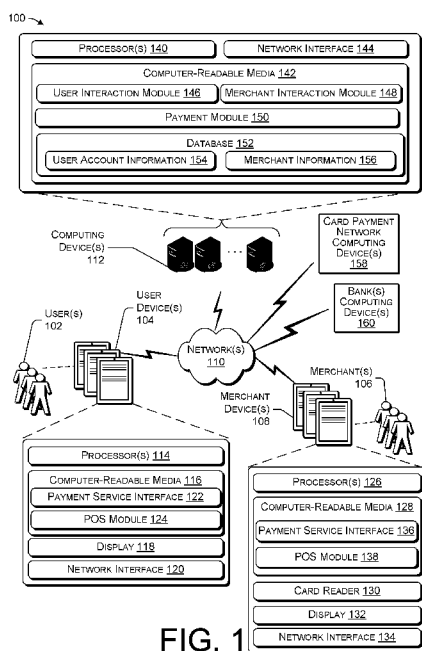 100
PROCESSOR(S) 140
NETWORK INTERFACE 144
COMPUTER-READABLE MEDIA 142
USER INTERACTION MODULE 146
MERCHANT INTERACTION MODULE 148
PAYMENT MODULE 150
DATABASE 152
USER ACCOUNT INFORMATION 154
MERCHANT INFORMATION 156
COMPUTING
DEVICE(S)
112
CARD PAYMENT
NETWORK
COMPUTING
DEVICE(S)
158
BANK(S)
COMPUTING
DEVICE(S)
160
USER
DEVICE(S)
104
USER(S)
102
NETWORK(S)
110
MERCHANT(S)
106
MERCHANT
DEVICE(S)
108
PROCESSOR(S) 114
COMPUTER-READABLE MEDIA 116
PAYMENT SERVICE INTERFACE 122
POS MODULE 124
DISPLAY 118
NETWORK INTERFACE 120
PROCESSOR(S) 126
COMPUTER-READABLE MEDIA 128
PAYMENT SERVICE INTERFACE 136
POS MODULE 138
CARD READER 130
DISPLAY 132
NETWORK INTERFACE 134
FIG. 1